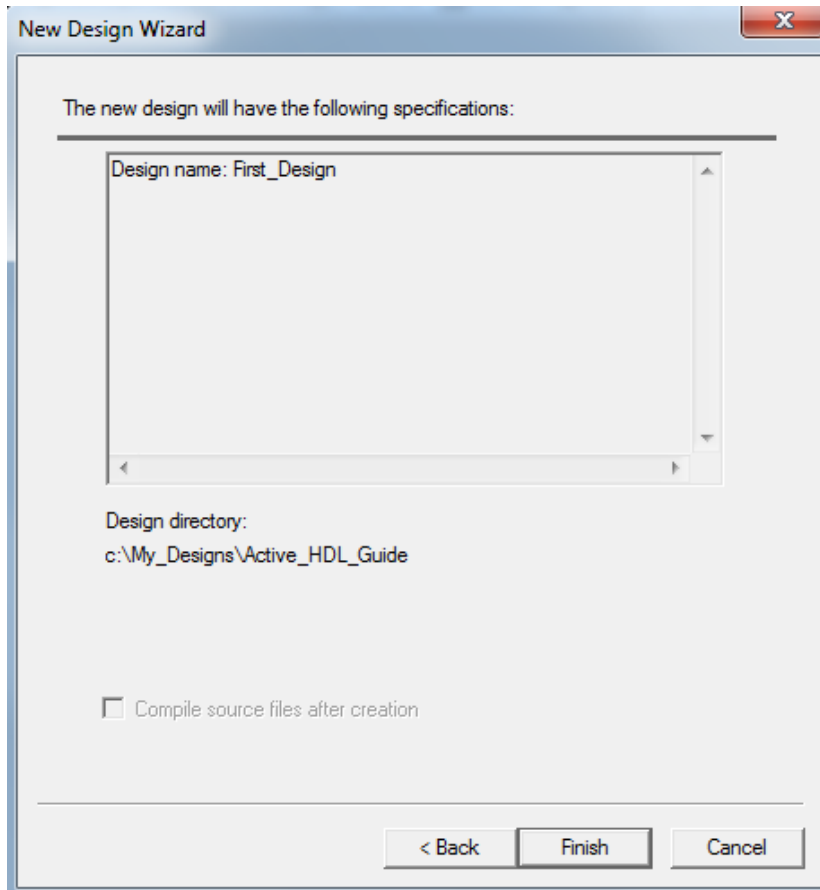 New Design Wizard
The new design will have the following specifications:
Design name: First_Design
Design directory:
c:\My_Designs\Active_HDL_Guide
Compile source files after creation
< Back Finish Cancel